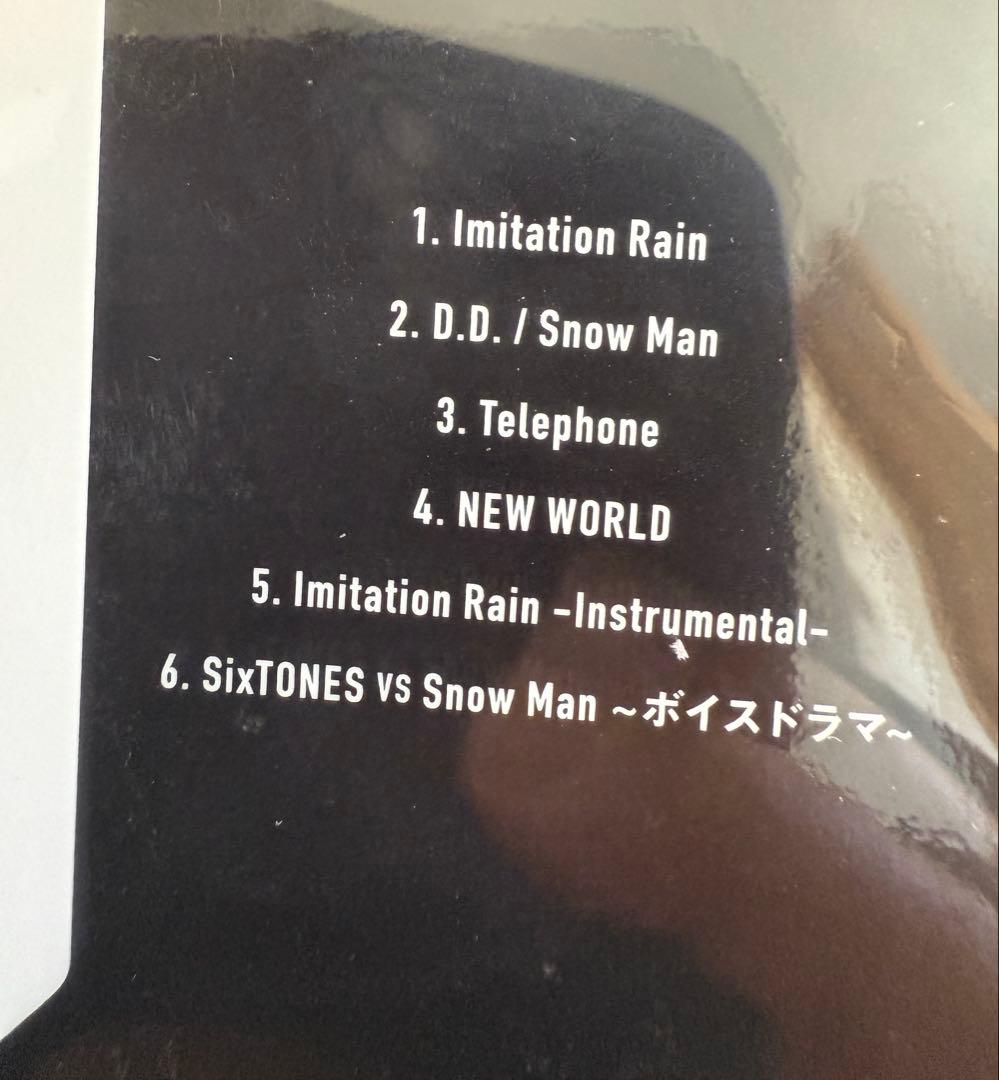 1. Imitation Rain
2. D.D. / Snow Man
3. Telephone
4. NEW WORLD
5. Imitation Rain -Instrumental-
6. SixTONES vs Snow Man ~ボイスドラマ~